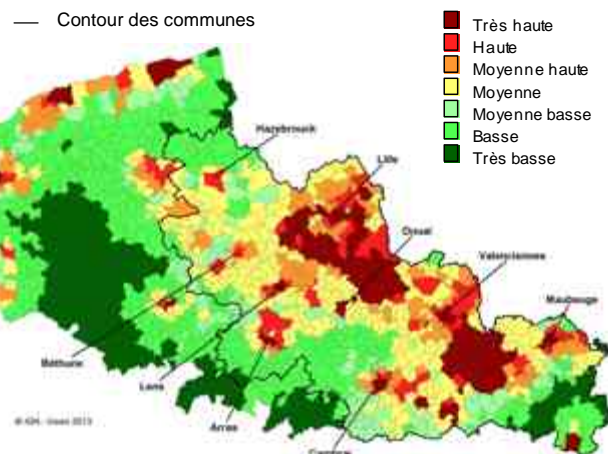 Contour des communes
Très haute
Haute
Moyenne haute
Moyenne
Moyenne basse
Basse
Très basse
Hazebrouck
Lille
Douai
Valenciennes
Maubeuge
Béthune
Lens
Arras